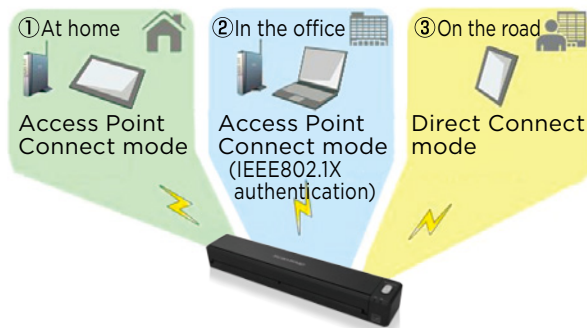 ①At home
Access Point
Connect mode
②In the office
Access Point
Connect mode
(IEEE802.1X
authentication)
③On the road
Direct Connect
mode